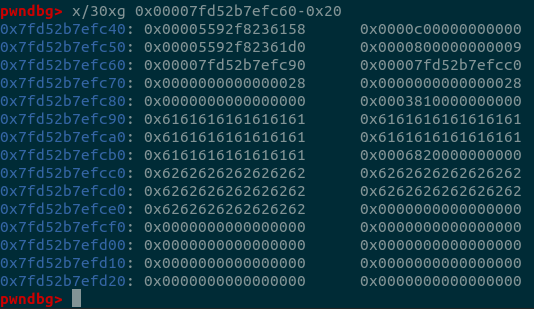 pwndbg> x/30xg 0x00007fd52b7efc60-0x20
0x7fd52b7efc40: 0x00005592f8236158 0x0000c00000000000
0x7fd52b7efc50: 0x00005592f82361d0 0x0000800000000009
0x7fd52b7efc60: 0x00007fd52b7efc90 0x00007fd52b7efcc0
0x7fd52b7efc70: 0x0000000000000028 0x0000000000000028
0x7fd52b7efc80: 0x0000000000000000 0x0003810000000000
0x7fd52b7efc90: 0x6161616161616161 0x6161616161616161
0x7fd52b7efca0: 0x6161616161616161 0x6161616161616161
0x7fd52b7efcb0: 0x6161616161616161 0x0006820000000000
0x7fd52b7efcc0: 0x6262626262626262 0x6262626262626262
0x7fd52b7efcd0: 0x6262626262626262 0x6262626262626262
0x7fd52b7efce0: 0x6262626262626262 0x0000000000000000
0x7fd52b7efcf0: 0x0000000000000000 0x0000000000000000
0x7fd52b7efd00: 0x0000000000000000 0x0000000000000000
0x7fd52b7efd10: 0x0000000000000000 0x0000000000000000
0x7fd52b7efd20: 0x0000000000000000 0x0000000000000000
pwndbg>